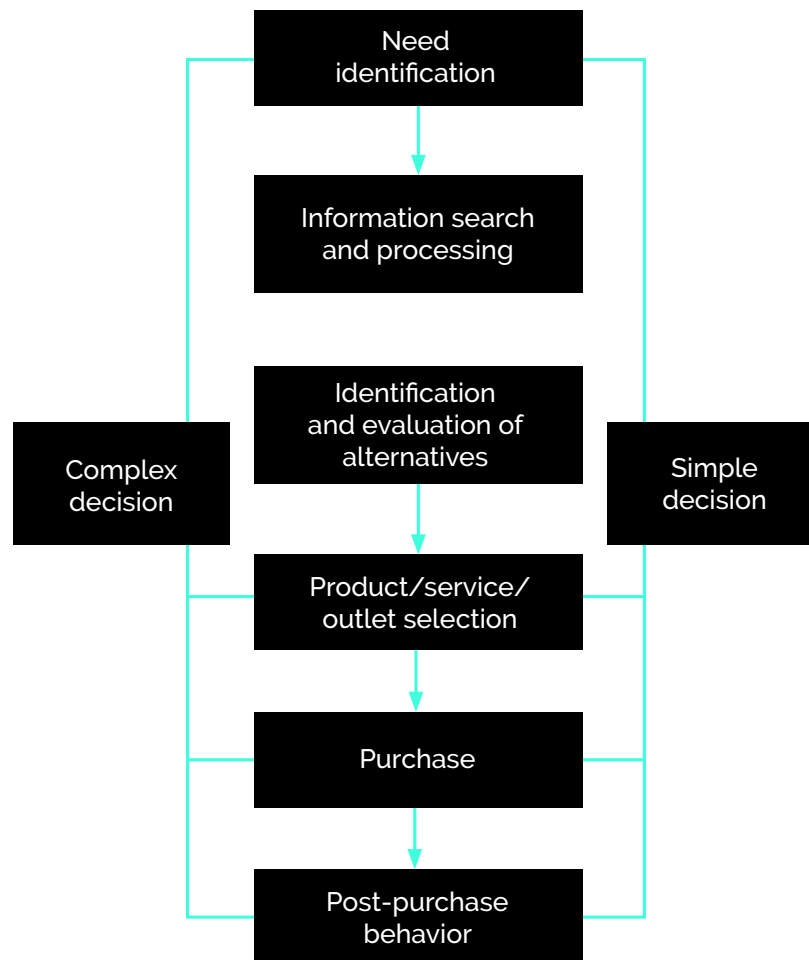 Need
identification
Information search
and processing
Identification
and evaluation of
alternatives
Complex
decision
Simple
decision
Product/service/
outlet selection
Purchase
Post-purchase
behavior